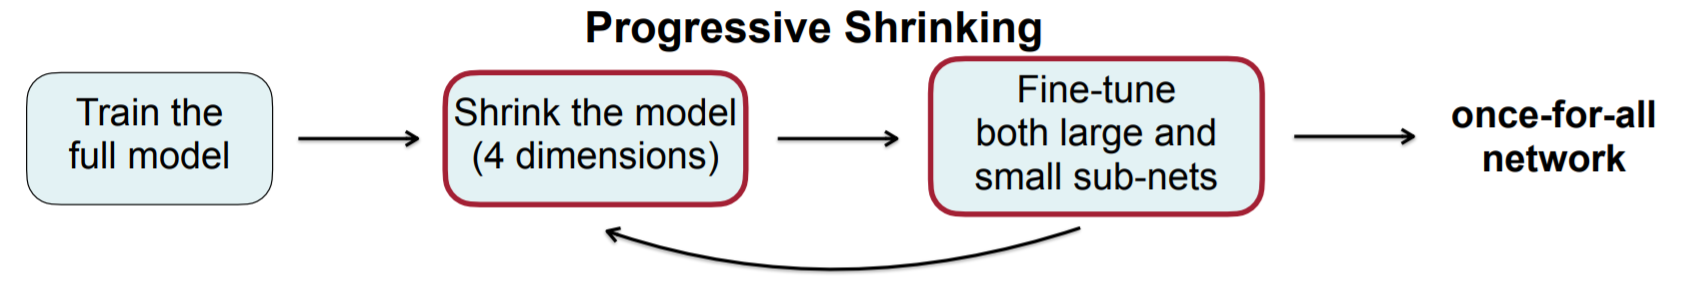 Progressive Shrinking
Train the
full model
Shrink the model
(4 dimensions)
Fine-tune
both large and
small sub-nets
once-for-all
network